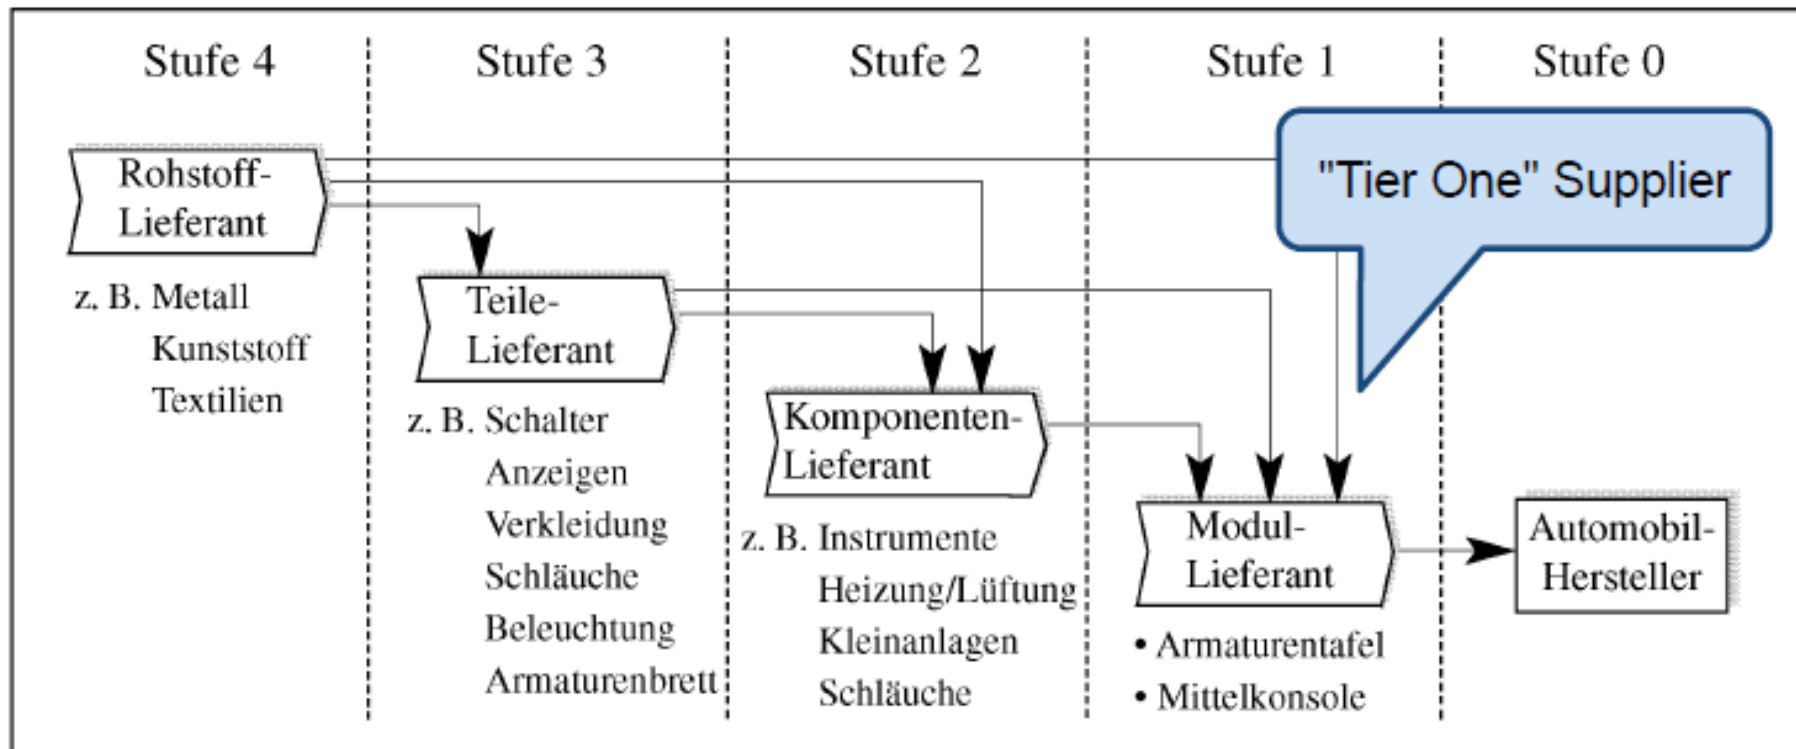 Stufe 4
Stufe 3
Stufe 2
Stufe 1
Stufe 0
"Tier One" Supplier
Rohstoff-
Lieferant
z. B. Metall
Kunststoff
Textilien
Teile-
Lieferant
z. B. Schalter
Anzeigen
Verkleidung
Schläuche
Beleuchtung
Armaturenbrett
Komponenten-
Lieferant
z. B. Instrumente
Heizung/Lüftung
Kleinanlagen
Schläuche
Modul-
Lieferant
• Armaturentafel
• Mittelkonsole
Automobil-
Hersteller